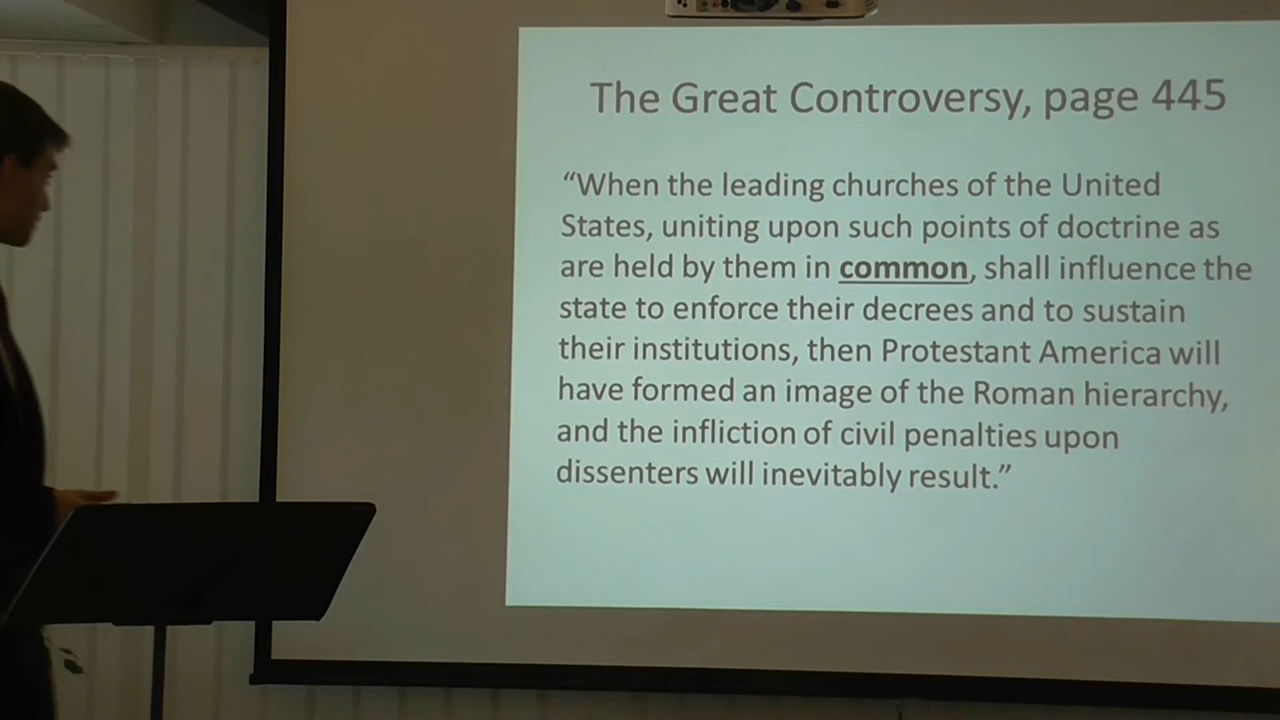 The Great Controversy, page 445
“When the leading churches of the United
States, uniting upon such points of doctrine as
are held by them in common, shall influence the
state to enforce their decrees and to sustain
their institutions, then Protestant America will
have formed an image of the Roman hierarchy,
and the infliction of civil penalties upon
dissenters will inevitably result.”